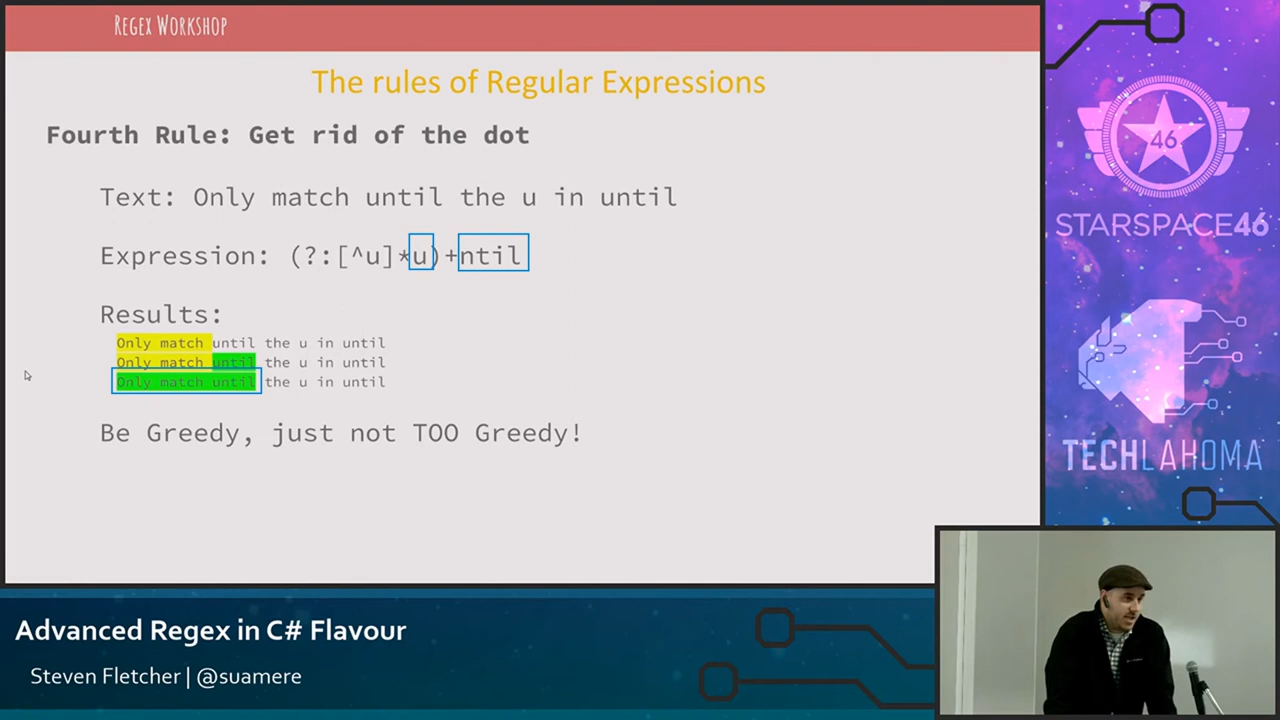 REGEX WORKSHOP
The rules of Regular Expressions
Fourth Rule: Get rid of the dot
Text: Only match until the u in until
Expression: (?:[^u]*u)+ntil
Results:
Only match until the u in until
Only match until the u in until
Only match until the u in until
Be Greedy, just not TOO Greedy!
46
STARSPACE46
TECHLAHOMA
Advanced Regex in C# Flavour
Steven Fletcher | @suamere